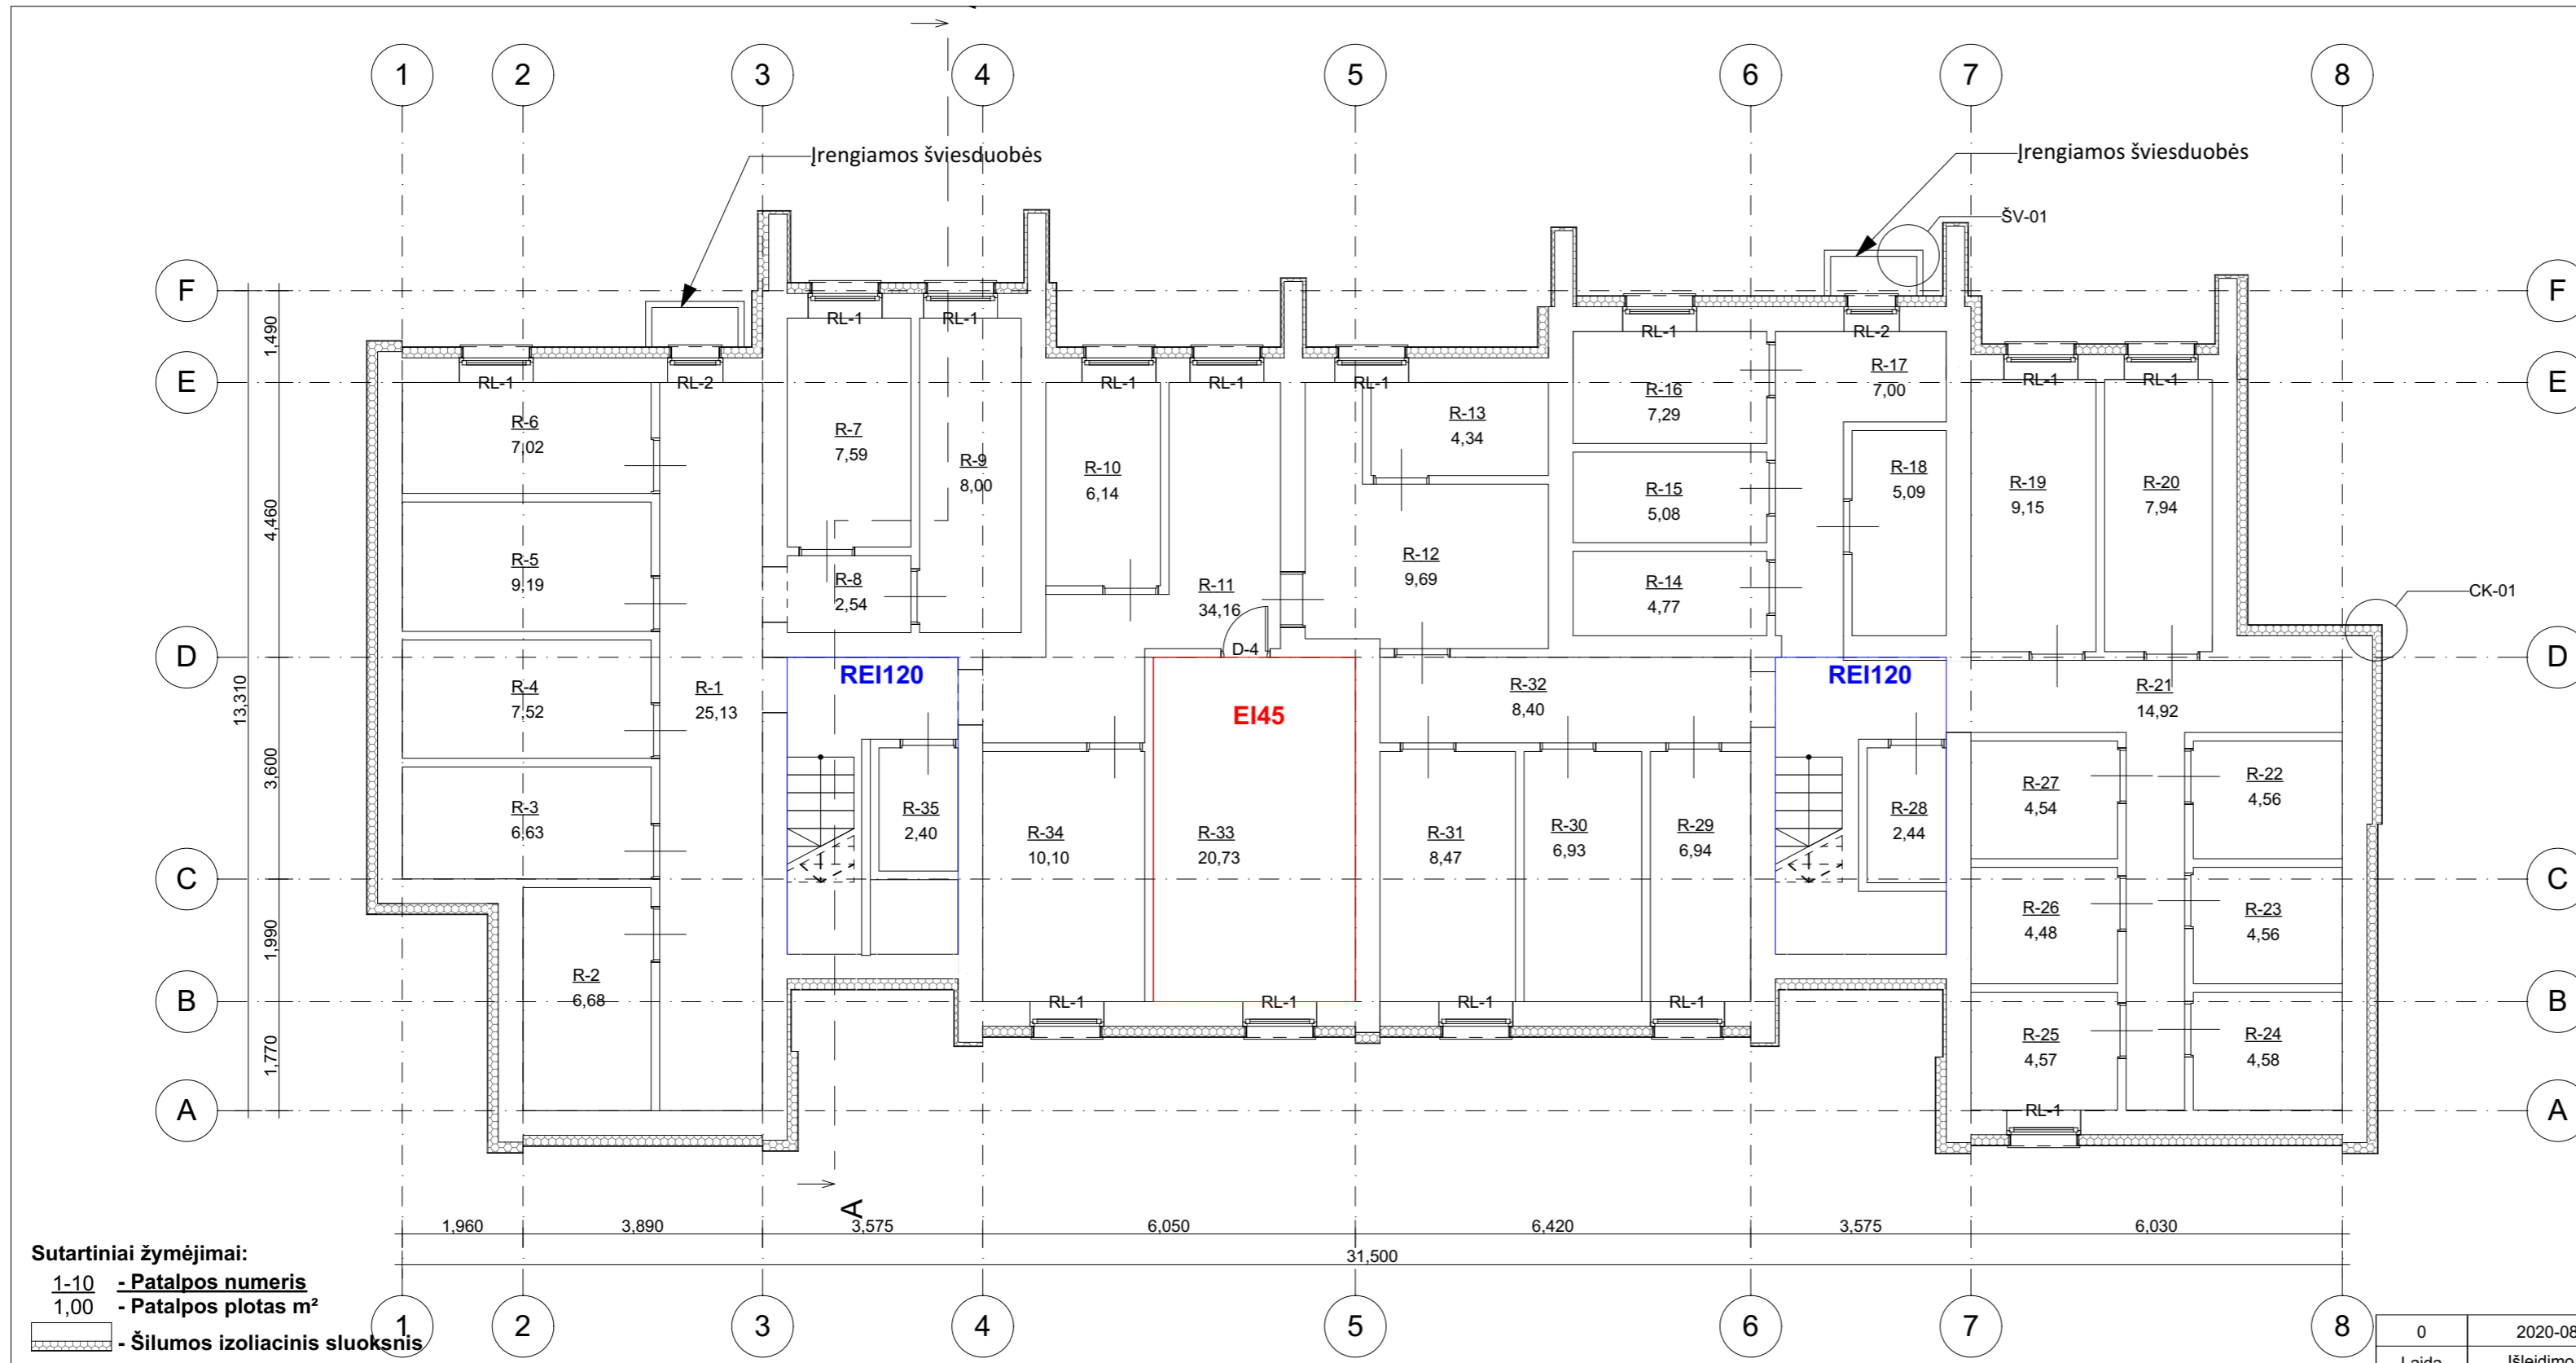 1 2 3 4 5 6 7 8
Įrengiamos šviesduobės
Įrengiamos šviesduobės
ŠV-01
F F
RL-1 RL-1
RL-1 RL-2
1,490
E E
RL-1 RL-2 RL-1 RL-1 RL-1 RL-1 RL-1
R-17
7,00
R-6
7,02
R-7
7,59
R-9
8,00
R-10
6,14
R-13
4,34
R-16
7,29
R-18
5,09
R-19
9,15
R-20
7,94
4,460
R-15
5,08
R-5
9,19
R-8
2,54
R-11
34,16
R-12
9,69
R-14
4,77
CK-01
D-4
D D
REI120 REI120
13,310
R-4
7,52
R-1
25,13
EI45
R-32
8,40
R-21
14,92
3,600
R-3
6,63
R-35
2,40
R-34
10,10
R-33
20,73
R-31
8,47
R-30
6,93
R-29
6,94
R-28
2,44
R-27
4,54
R-22
4,56
C C
1,990
R-26
4,48
R-23
4,56
R-2
6,68
B B
RL-1 RL-1 RL-1 RL-1
R-25
4,57
R-24
4,58
1,770
A A
RL-1
A
1,960 3,890 3,575 6,050 6,420 3,575 6,030
31,500
Sutartiniai žymėjimai:
1-10 - Patalpos numeris
1,00 - Patalpos plotas m²
- Šilumos izoliacinis sluoksnis
1 2 3 4 5 6 7 8
0 2020-08
Laida Išleidimo